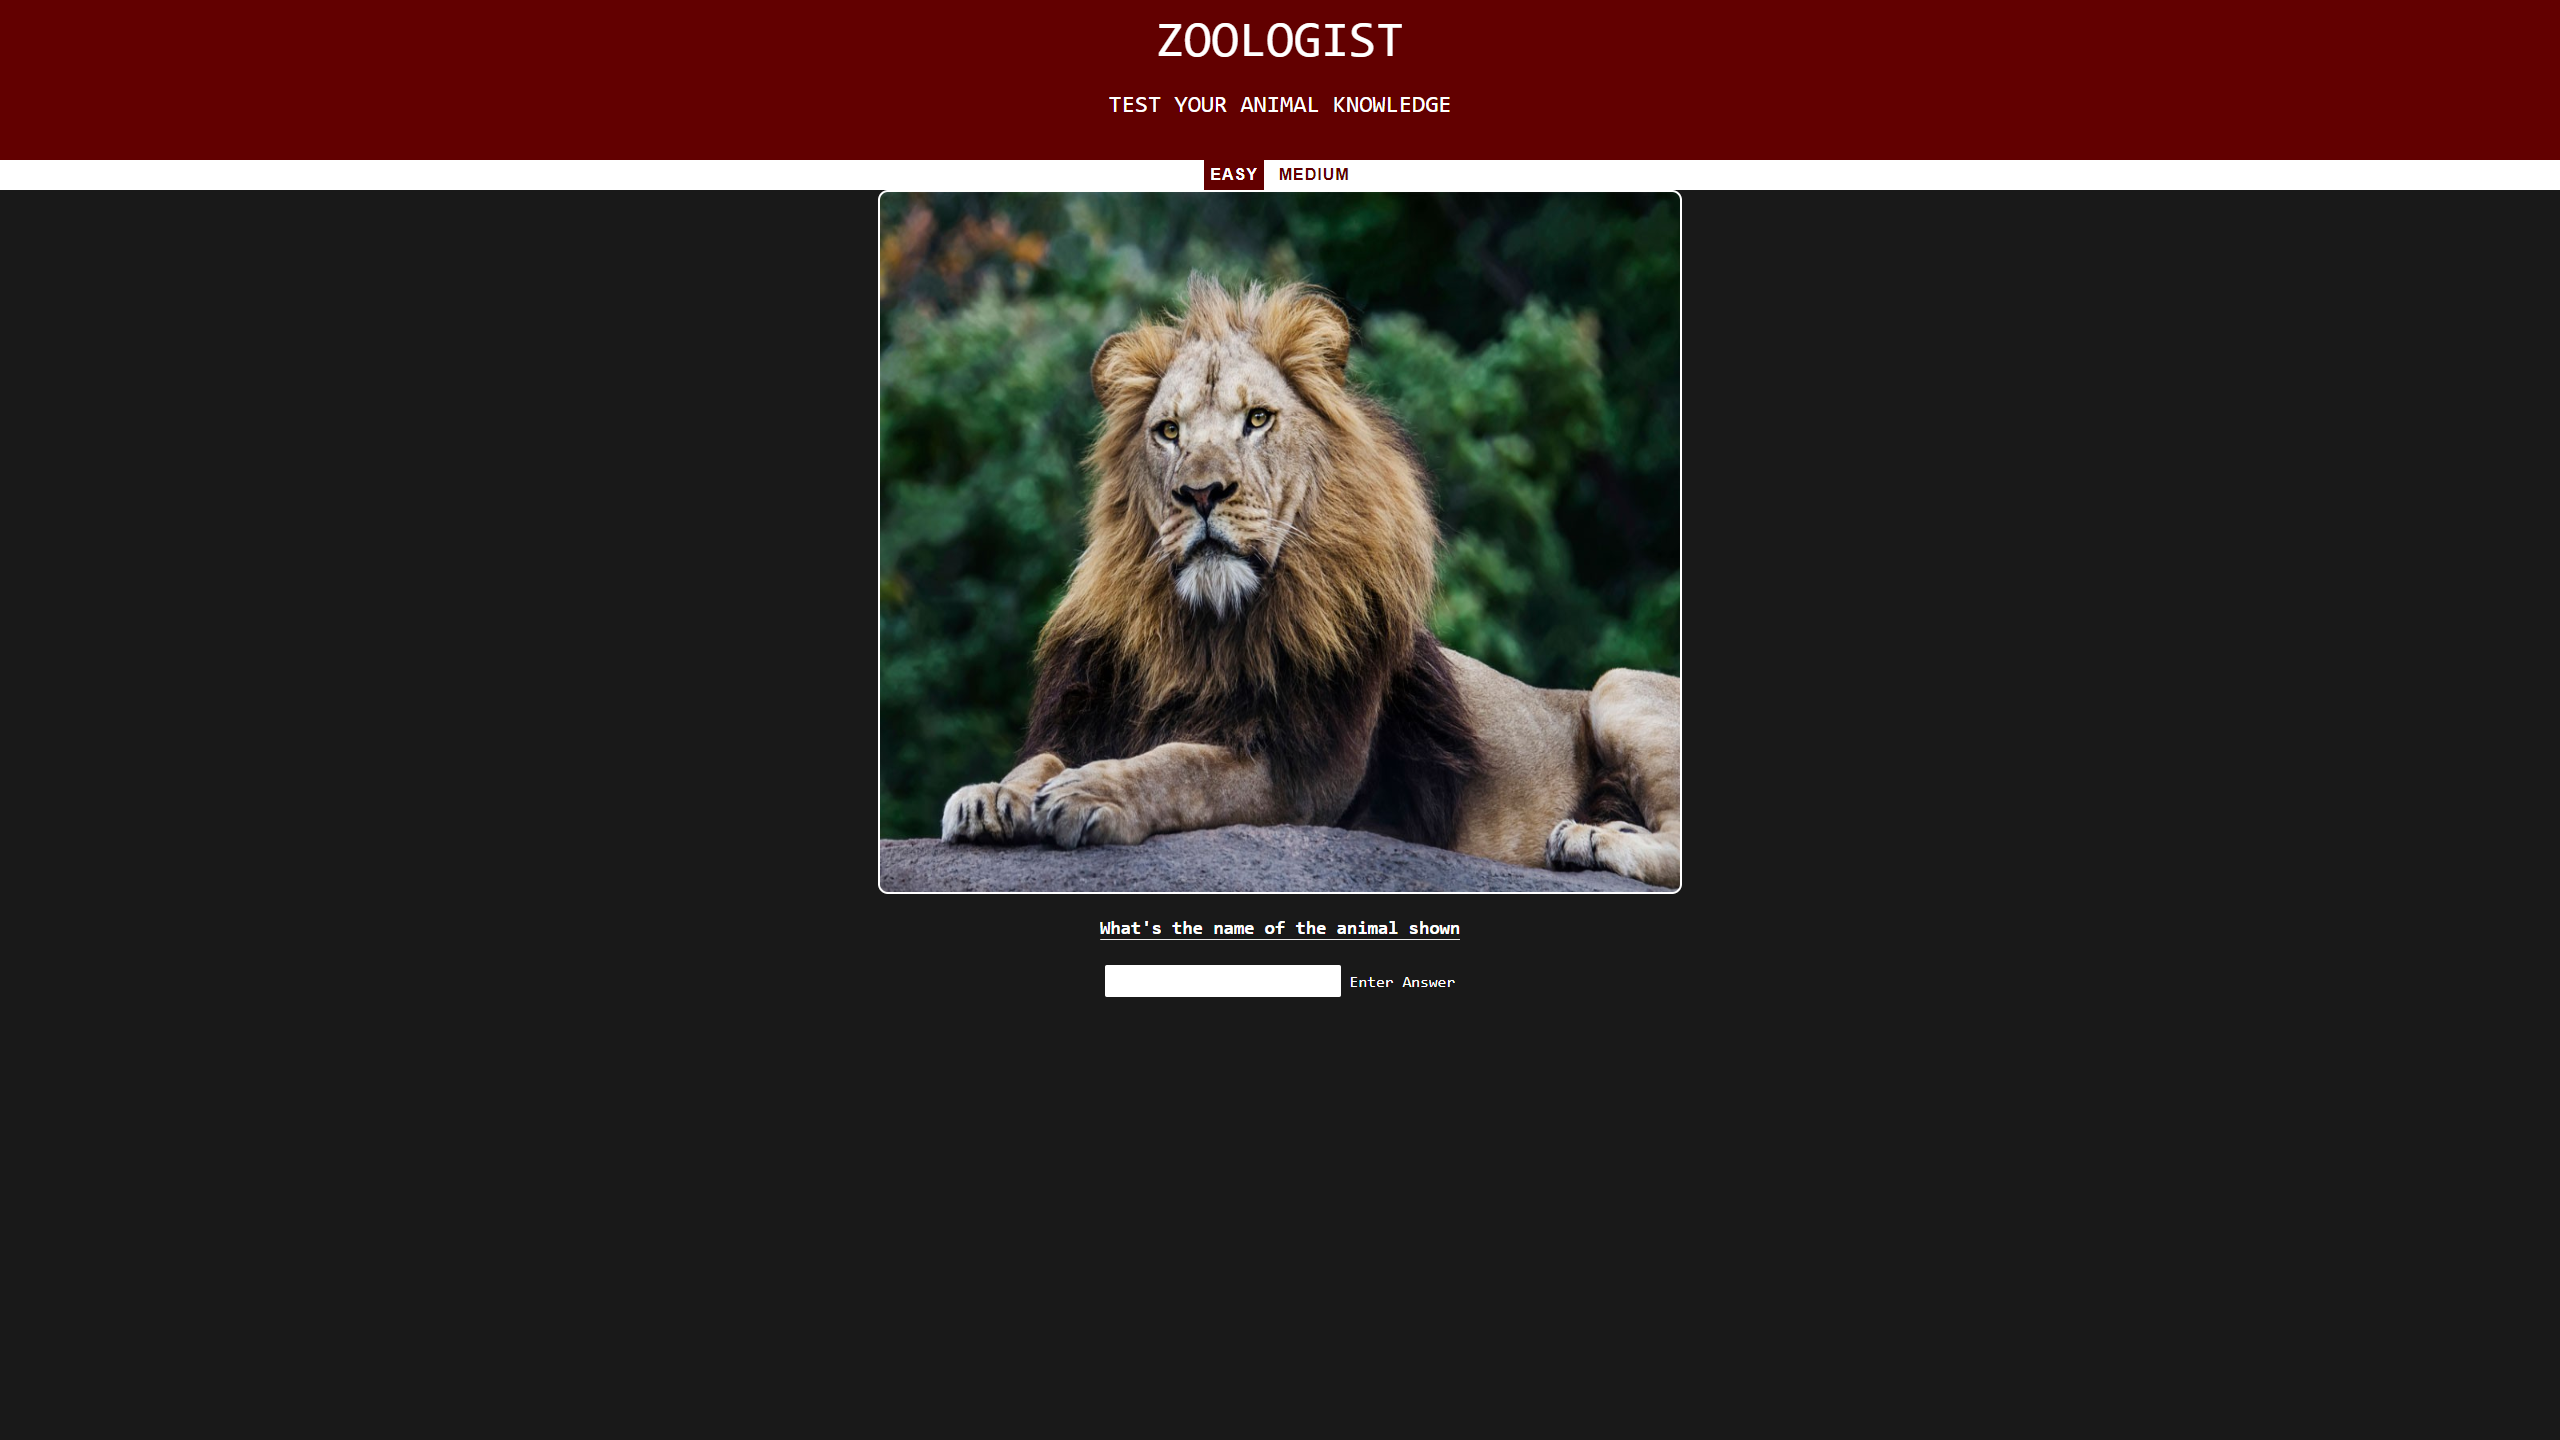 ZOOLOGIST
TEST YOUR ANIMAL KNOWLEDGE
EASY MEDIUM
What's the name of the animal shown
Enter Answer